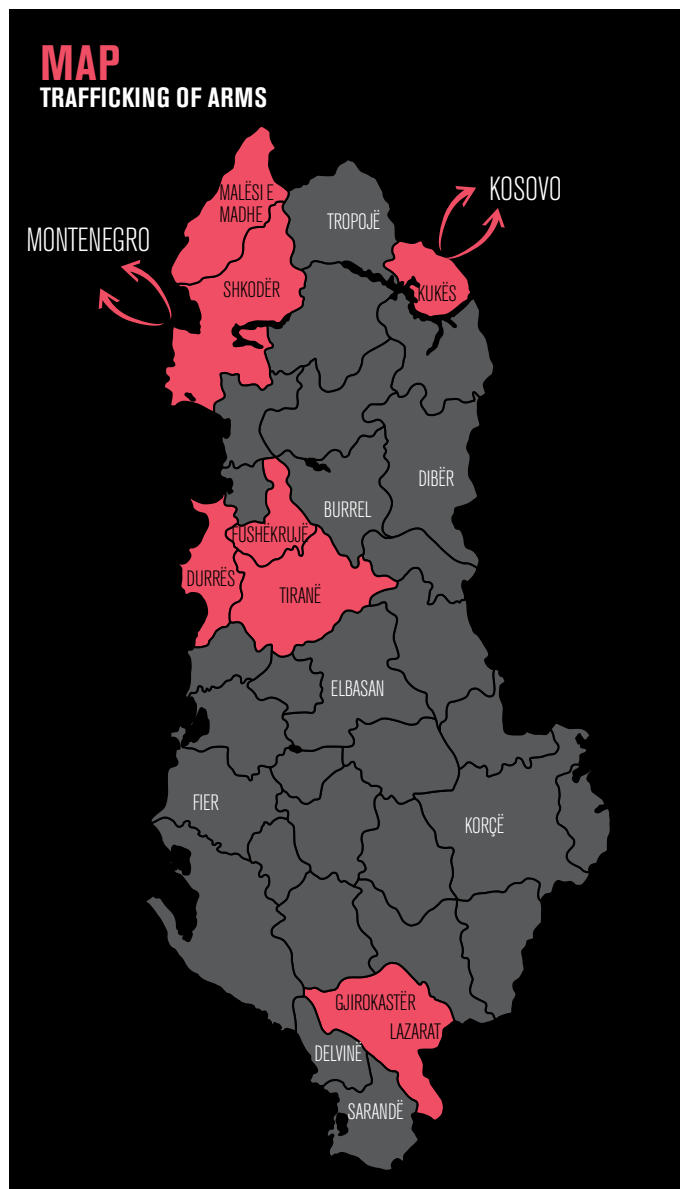 MAP
TRAFFICKING OF ARMS
MALËSI E
MADHE
TROPOJË
KOSOVO
MONTENEGRO
SHKODËR
KUKËS
DIBËR
BURREL
FUSHËKRUJË
DURRËS
TIRANË
ELBASAN
FIER
KORÇË
GJIROKASTËR
LAZARAT
DELVINË
SARANDË